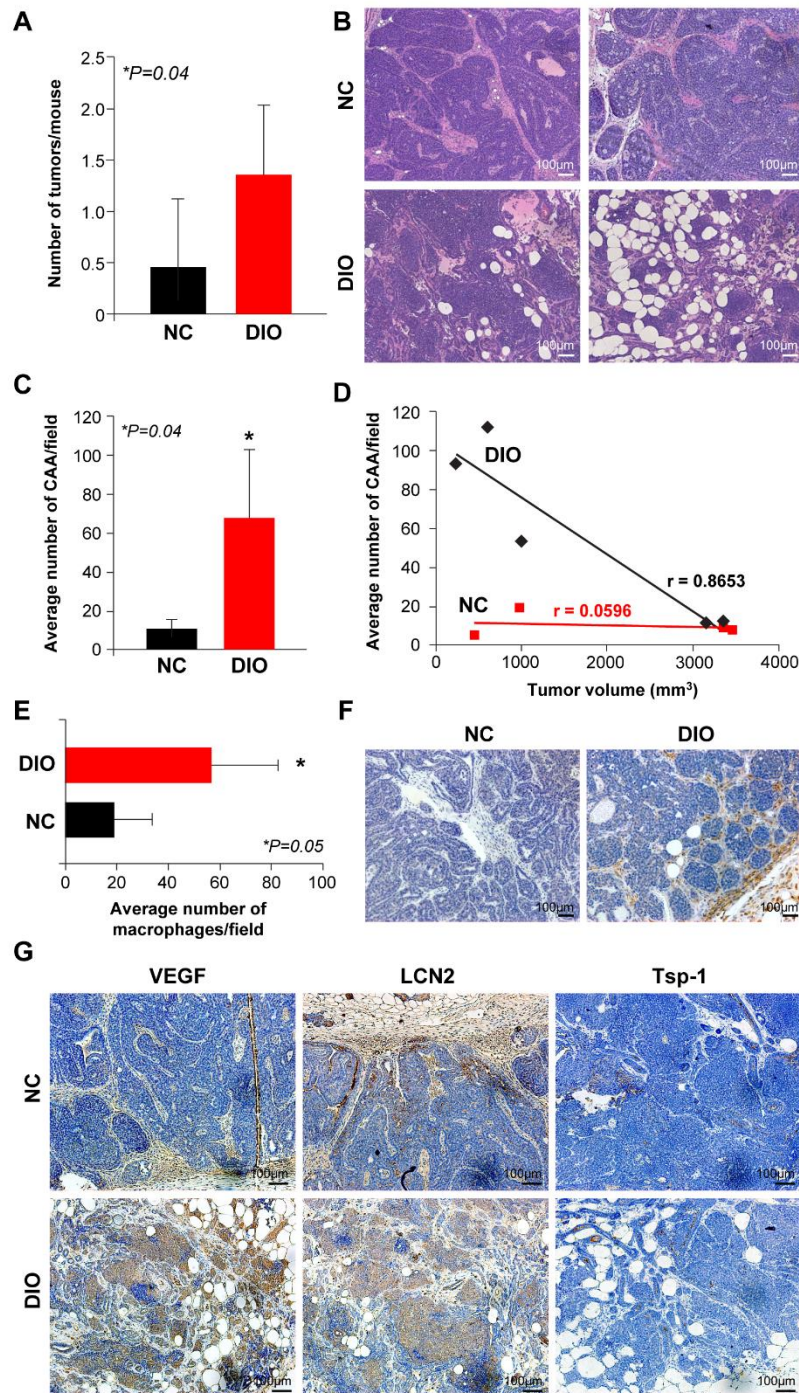 A
*P=0.04
Number of tumors/mouse
2.5
2.0
1.5
1.0
0.5
0
NC
DIO
B
NC
100µm
100µm
DIO
100µm
100µm
C
*P=0.04
*
Average number of CAA/field
120
100
80
60
40
20
0
NC
DIO
D
Average number of CAA/field
120
100
80
60
40
20
0
DIO
NC
r = 0.8653
r = 0.0596
0
1000
2000
3000
4000
Tumor volume (mm³)
E
DIO
*
NC
*P=0.05
0
20
40
60
80
100
Average number of
macrophages/field
F
NC
DIO
100µm
100µm
G
VEGF
LCN2
Tsp-1
NC
100µm
100µm
100µm
DIO
100µm
100µm
100µm